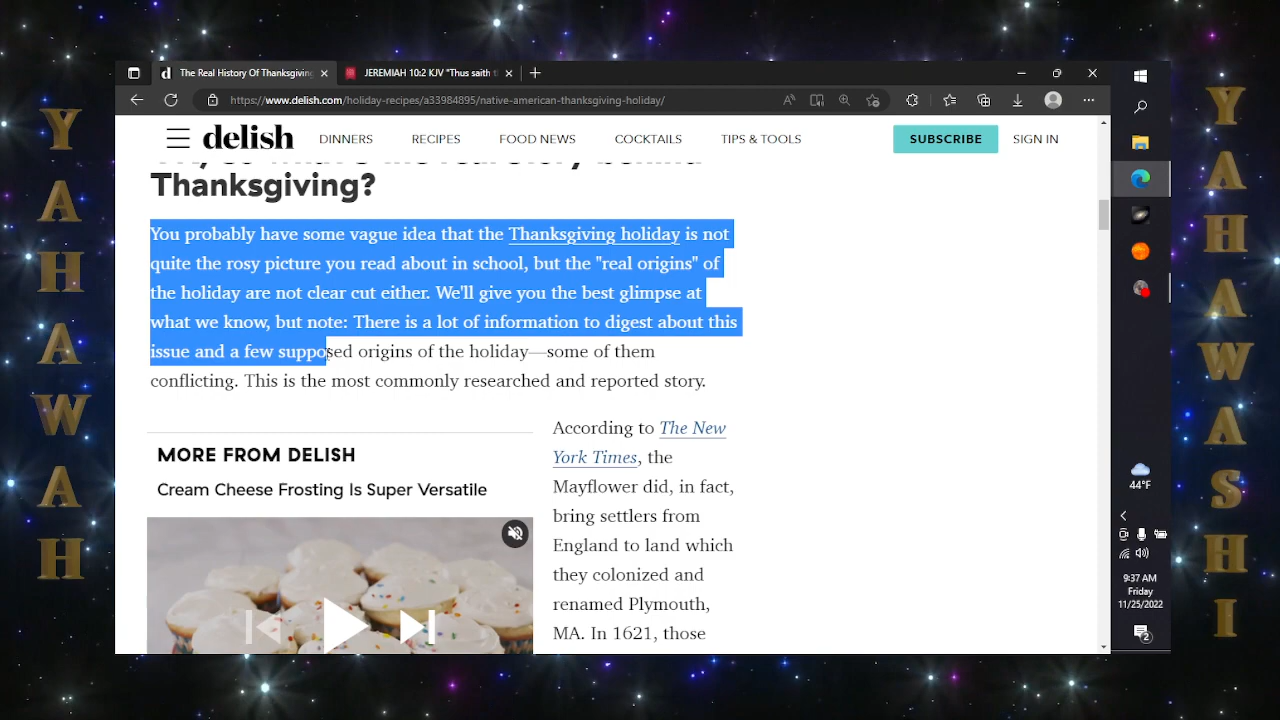 YAHAWAH
The Real History Of Thanksgiving
JEREMIAH 10:2 KJV "Thus saith t
https://www.delish.com/holiday-recipes/a33984895/native-american-thanksgiving-holiday/
delish
DINNERS
RECIPES
FOOD NEWS
COCKTAILS
TIPS & TOOLS
SUBSCRIBE
SIGN IN
Thanksgiving?
You probably have some vague idea that the Thanksgiving holiday is not
quite the rosy picture you read about in school, but the "real origins" of
the holiday are not clear cut either. We'll give you the best glimpse at
what we know, but note: There is a lot of information to digest about this
issue and a few supposed origins of the holiday—some of them
conflicting. This is the most commonly researched and reported story.
MORE FROM DELISH
Cream Cheese Frosting Is Super Versatile
According to The New
York Times, the
Mayflower did, in fact,
bring settlers from
England to land which
they colonized and
renamed Plymouth,
MA. In 1621, those
44°F
9:37 AM
Friday
11/25/2022
2
YAHAWASHI